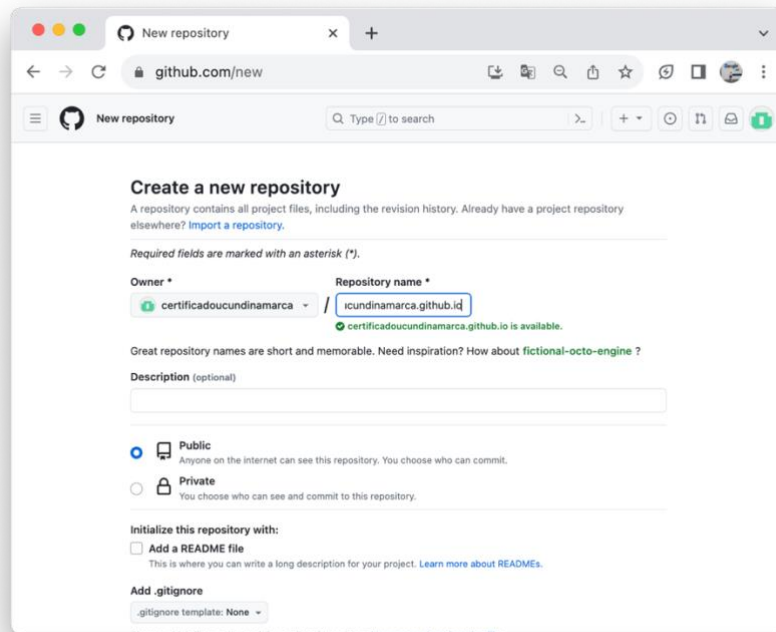 New repository
github.com/new
New repository
Type / to search
Create a new repository
A repository contains all project files, including the revision history. Already have a project repository
elsewhere? Import a repository.
Required fields are marked with an asterisk (*).
Owner *
Repository name *
certificadoucundinamarca
/
cundinamarca.github.io
certificadoucundinamarca.github.io is available.
Great repository names are short and memorable. Need inspiration? How about fictional-octo-engine ?
Description (optional)
Public
Anyone on the internet can see this repository. You choose who can commit.
Private
You choose who can see and commit to this repository.
Initialize this repository with:
Add a README file
This is where you can write a long description for your project. Learn more about READMEs.
Add .gitignore
.gitignore template: None